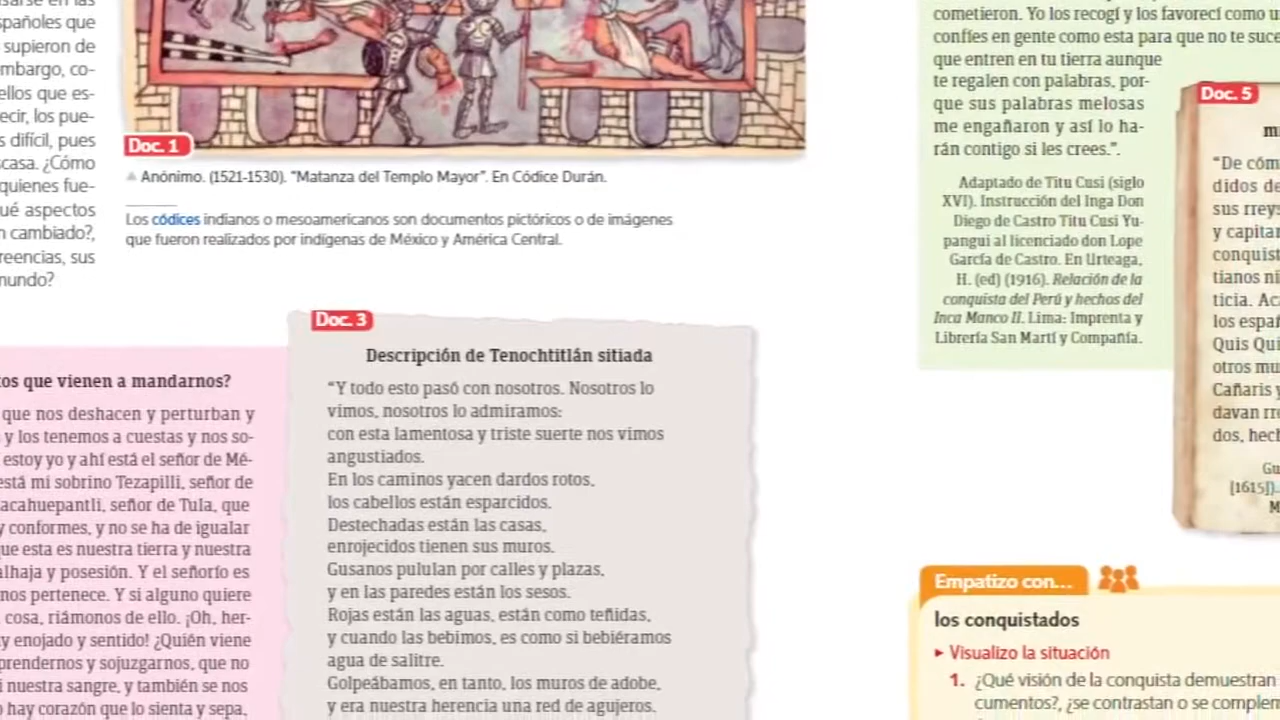 españoles que
supieron de
embargo, co-
ellos que es-
decir, los pue-
s difícil, pues
scasa. ¿Cómo
quienes fue-
qué aspectos
n cambiado?,
creencias, sus
mundo?
Doc. 1
Anónimo. (1521-1530). “Matanza del Templo Mayor”. En Códice Durán.
Los códices indianos o mesoamericanos son documentos pictóricos o de imágenes
que fueron realizados por indígenas de México y América Central.
tos que vienen a mandarnos?
que nos deshacen y perturban y
y los tenemos a cuestas y nos so-
estoy yo y ahí está el señor de Mé-
está mi sobrino Tezapilli, señor de
acahuepantli, señor de Tula, que
y conformes, y no se ha de igualar
que esta es nuestra tierra y nuestra
alhaja y posesión. Y el señorío es
nos pertenece. Y si alguno quiere
cosa, riámonos de ello. ¡Oh, her-
y enojado y sentido! ¿Quién viene
prendernos y sojuzgarnos, que no
i nuestra sangre, y también se nos
o hay corazón que lo sienta y sepa,
Doc. 3
Descripción de Tenochtitlán sitiada
“Y todo esto pasó con nosotros. Nosotros lo
vimos, nosotros lo admiramos:
con esta lamentosa y triste suerte nos vimos
angustiados.
En los caminos yacen dardos rotos,
los cabellos están esparcidos.
Destechadas están las casas,
enrojecidos tienen sus muros.
Gusanos pululan por calles y plazas,
y en las paredes están los sesos.
Rojas están las aguas, están como teñidas,
y cuando las bebimos, es como si bebiéramos
agua de salitre.
Golpeábamos, en tanto, los muros de adobe,
y era nuestra herencia una red de agujeros.
cometieron. Yo los recogí y los favorecí como u
confíes en gente como esta para que no te suce
que entren en tu tierra aunque
te regalen con palabras, por-
que sus palabras melosas
me engañaron y así lo ha-
rán contigo si les crees.”.
Adaptado de Titu Cusi (siglo
XVI). Instrucción del Inga Don
Diego de Castro Titu Cusi Yu-
pangui al licenciado don Lope
García de Castro. En Urteaga,
H. (ed) (1916). Relación de la
conquista del Perú y hechos del
Inca Manco II. Lima: Imprenta y
Librería San Martí y Compañía.
Doc. 5
m
“De cóm
didos de
sus rreys
y capitan
conquist
tianos ni
ticia. Ac
los españ
Quis Qui
otros mu
Cañaris y
davan rr
dos, hech
Gu
[1615]).
M
Empatizo con...
los conquistados
▸ Visualizo la situación
1. ¿Qué visión de la conquista demuestran
cumentos?, ¿se contrastan o se complen